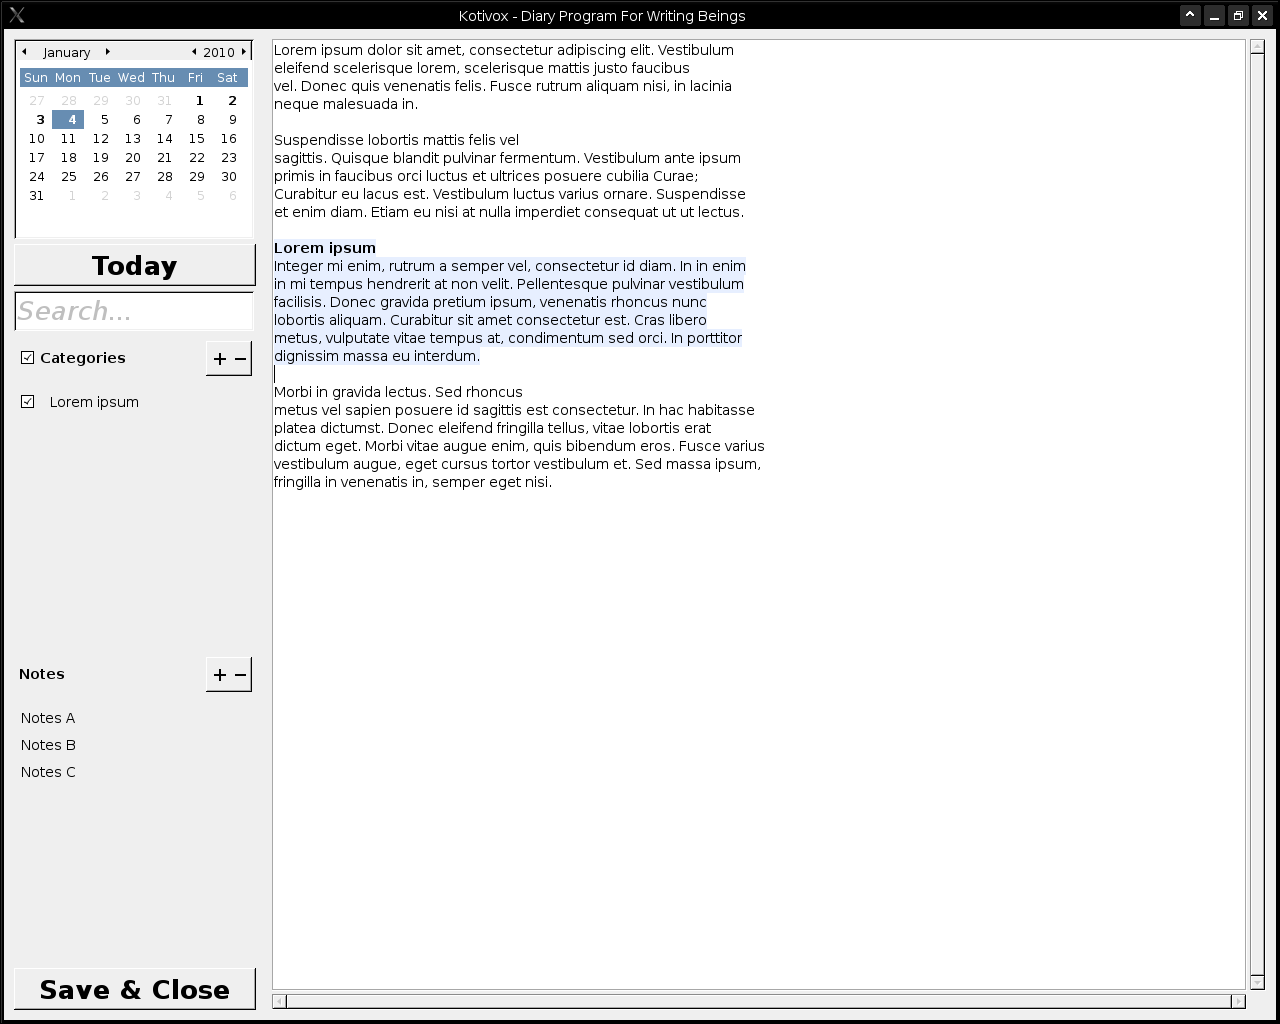 Kotivox - Diary Program For Writing Beings
January 2010
Sun Mon Tue Wed Thu Fri Sat
27 28 29 30 31 1 2
3 4 5 6 7 8 9
10 11 12 13 14 15 16
17 18 19 20 21 22 23
24 25 26 27 28 29 30
31 1 2 3 4 5 6
Today
Search...
Categories + −
Lorem ipsum
Notes + −
Notes A
Notes B
Notes C
Save & Close
Lorem ipsum dolor sit amet, consectetur adipiscing elit. Vestibulum
eleifend scelerisque lorem, scelerisque mattis justo faucibus
vel. Donec quis venenatis felis. Fusce rutrum aliquam nisi, in lacinia
neque malesuada in.
Suspendisse lobortis mattis felis vel
sagittis. Quisque blandit pulvinar fermentum. Vestibulum ante ipsum
primis in faucibus orci luctus et ultrices posuere cubilia Curae;
Curabitur eu lacus est. Vestibulum luctus varius ornare. Suspendisse
et enim diam. Etiam eu nisi at nulla imperdiet consequat ut ut lectus.
Lorem ipsum
Integer mi enim, rutrum a semper vel, consectetur id diam. In in enim
in mi tempus hendrerit at non velit. Pellentesque pulvinar vestibulum
facilisis. Donec gravida pretium ipsum, venenatis rhoncus nunc
lobortis aliquam. Curabitur sit amet consectetur est. Cras libero
metus, vulputate vitae tempus at, condimentum sed orci. In porttitor
dignissim massa eu interdum.
Morbi in gravida lectus. Sed rhoncus
metus vel sapien posuere id sagittis est consectetur. In hac habitasse
platea dictumst. Donec eleifend fringilla tellus, vitae lobortis erat
dictum eget. Morbi vitae augue enim, quis bibendum eros. Fusce varius
vestibulum augue, eget cursus tortor vestibulum et. Sed massa ipsum,
fringilla in venenatis in, semper eget nisi.